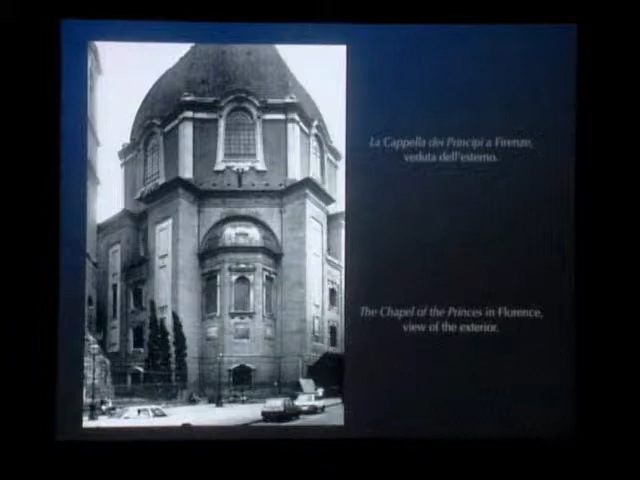 La Cappella dei Principi a Firenze,
veduta dell'esterno.
The Chapel of the Princes in Florence,
view of the exterior.